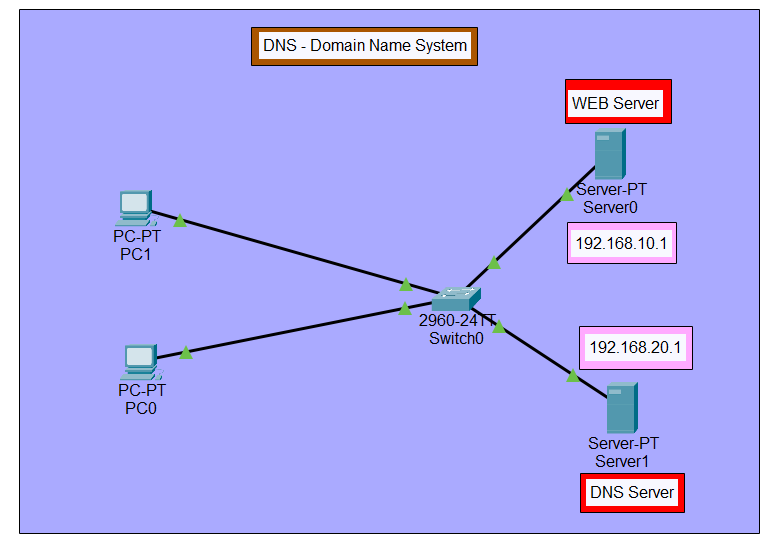 DNS - Domain Name System
WEB Server
Server-PT
Server0
192.168.10.1
PC-PT
PC1
2960-24TT
Switch0
192.168.20.1
PC-PT
PC0
Server-PT
Server1
DNS Server